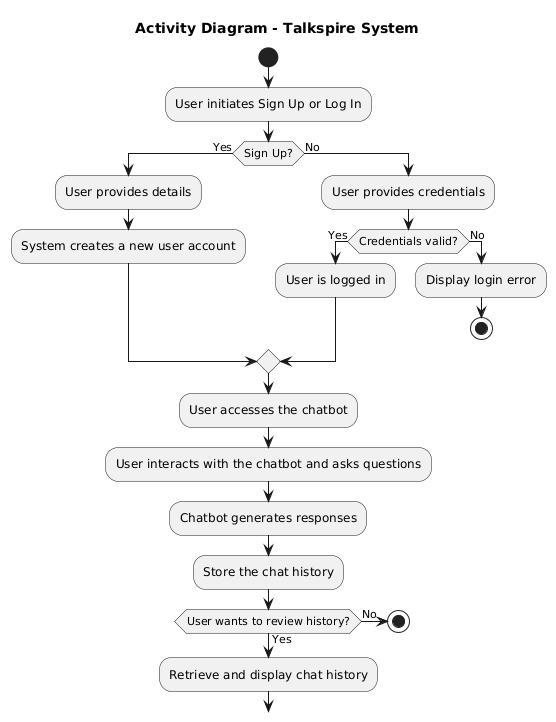 Activity Diagram - Talkspire System
User initiates Sign Up or Log In
Yes
Sign Up?
No
User provides details
User provides credentials
Yes
Credentials valid?
No
System creates a new user account
User is logged in
Display login error
User accesses the chatbot
User interacts with the chatbot and asks questions
Chatbot generates responses
Store the chat history
User wants to review history?
No
Yes
Retrieve and display chat history